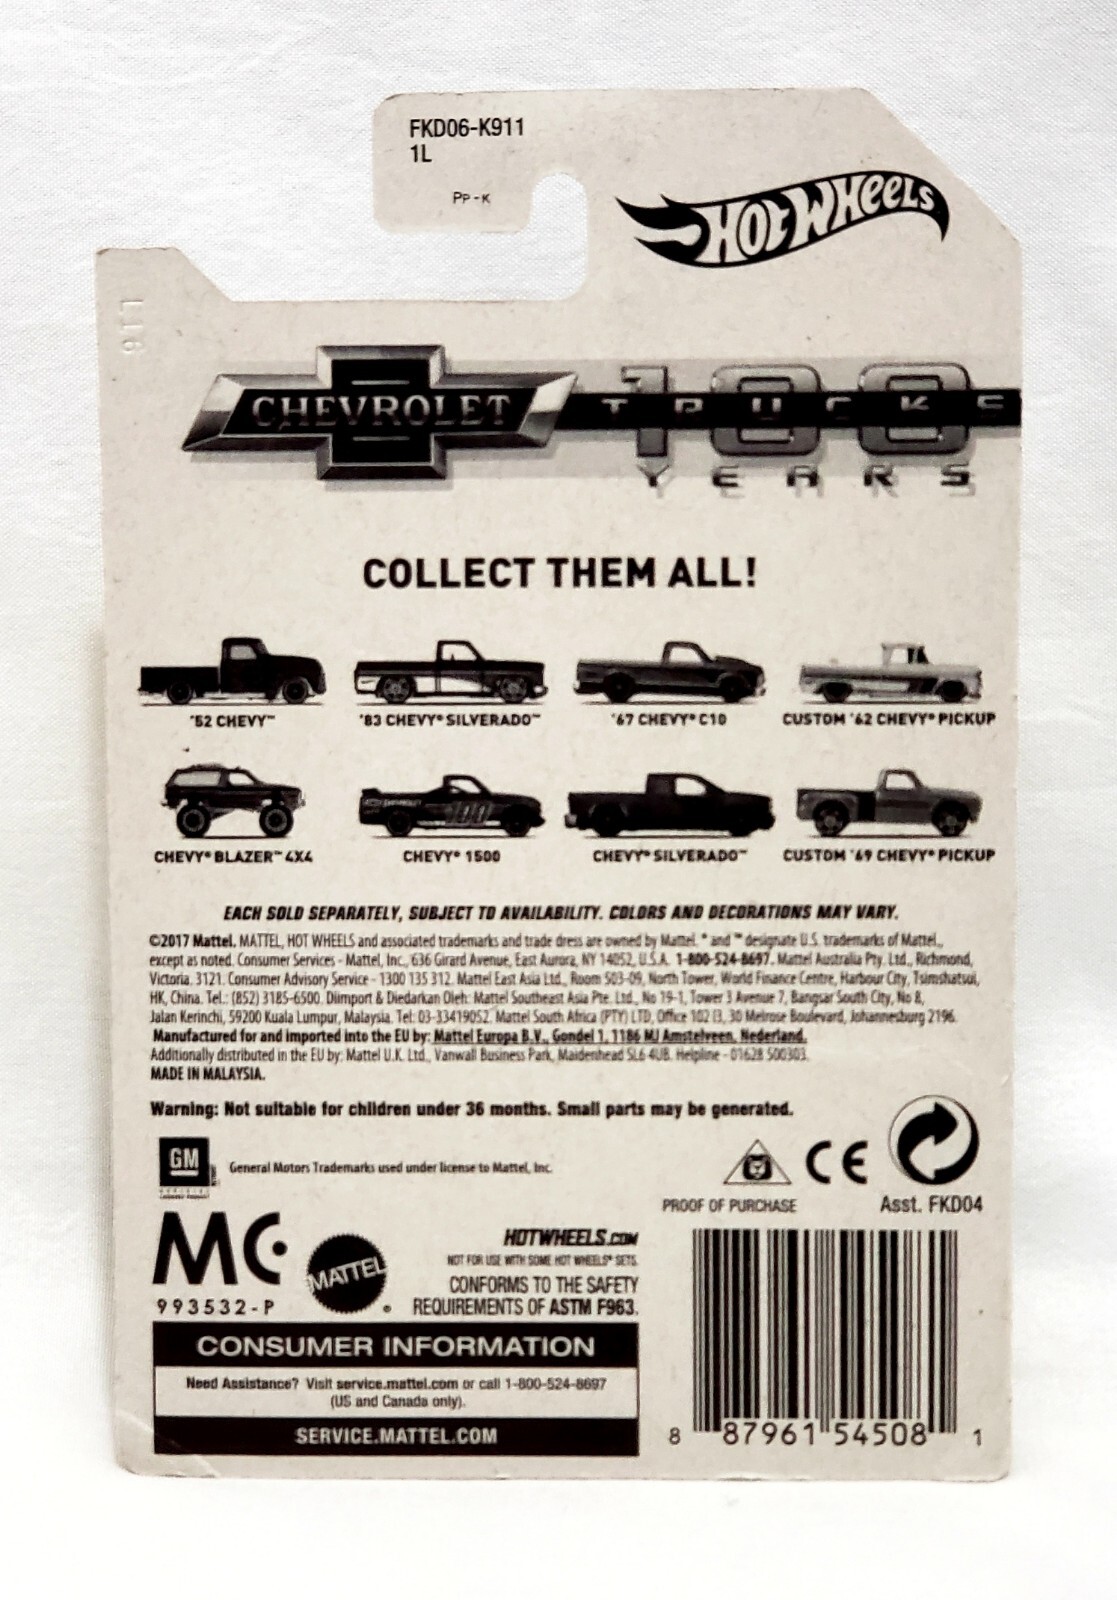 FKD06-K911
1L
PP-K
HOT WHEELS
L16
CHEVROLET
TRUCKS
100
YEARS
COLLECT THEM ALL!
'52 CHEVY™
'83 CHEVY® SILVERADO™
'67 CHEVY® C10
CUSTOM '62 CHEVY® PICKUP
100
CHEVY® BLAZER™ 4X4
CHEVY® 1500
CHEVY® SILVERADO™
CUSTOM '69 CHEVY® PICKUP
EACH SOLD SEPARATELY, SUBJECT TO AVAILABILITY. COLORS AND DECORATIONS MAY VARY.
©2017 Mattel. MATTEL, HOT WHEELS and associated trademarks and trade dress are owned by Mattel. ® and ™ designate U.S. trademarks of Mattel,
except as noted. Consumer Services - Mattel, Inc., 636 Girard Avenue, East Aurora, NY 14052, U.S.A. 1-800-524-8697. Mattel Australia Pty. Ltd., Richmond,
Victoria. 3121. Consumer Advisory Service - 1300 135 312. Mattel East Asia Ltd., Room 503-09, North Tower, World Finance Centre, Harbour City, Tsimshatsui,
HK, China. Tel.: (852) 3185-6500. Diimport & Diedarkan Oleh: Mattel Southeast Asia Pte. Ltd., No 19-1, Tower 3 Avenue 7, Bangsar South City, No 8,
Jalan Kerinchi, 59200 Kuala Lumpur, Malaysia. Tel: 03-33419052. Mattel South Africa (PTY) LTD, Office 102 I3, 30 Melrose Boulevard, Johannesburg 2196.
Manufactured for and imported into the EU by: Mattel Europa B.V., Gondel 1, 1186 MJ Amstelveen, Nederland.
Additionally distributed in the EU by: Mattel U.K. Ltd., Vanwall Business Park, Maidenhead SL6 4UB. Helpline - 01628 500303.
MADE IN MALAYSIA.
Warning: Not suitable for children under 36 months. Small parts may be generated.
GM
General Motors Trademarks used under license to Mattel, Inc.
CE
PROOF OF PURCHASE
Asst. FKD04
MC
993532-P
MATTEL
®
HOTWHEELS.COM
NOT FOR USE WITH SOME HOT WHEELS® SETS.
CONFORMS TO THE SAFETY
REQUIREMENTS OF ASTM F963.
CONSUMER INFORMATION
Need Assistance? Visit service.mattel.com or call 1-800-524-8697
(US and Canada only).
SERVICE.MATTEL.COM
8 87961 54508 1